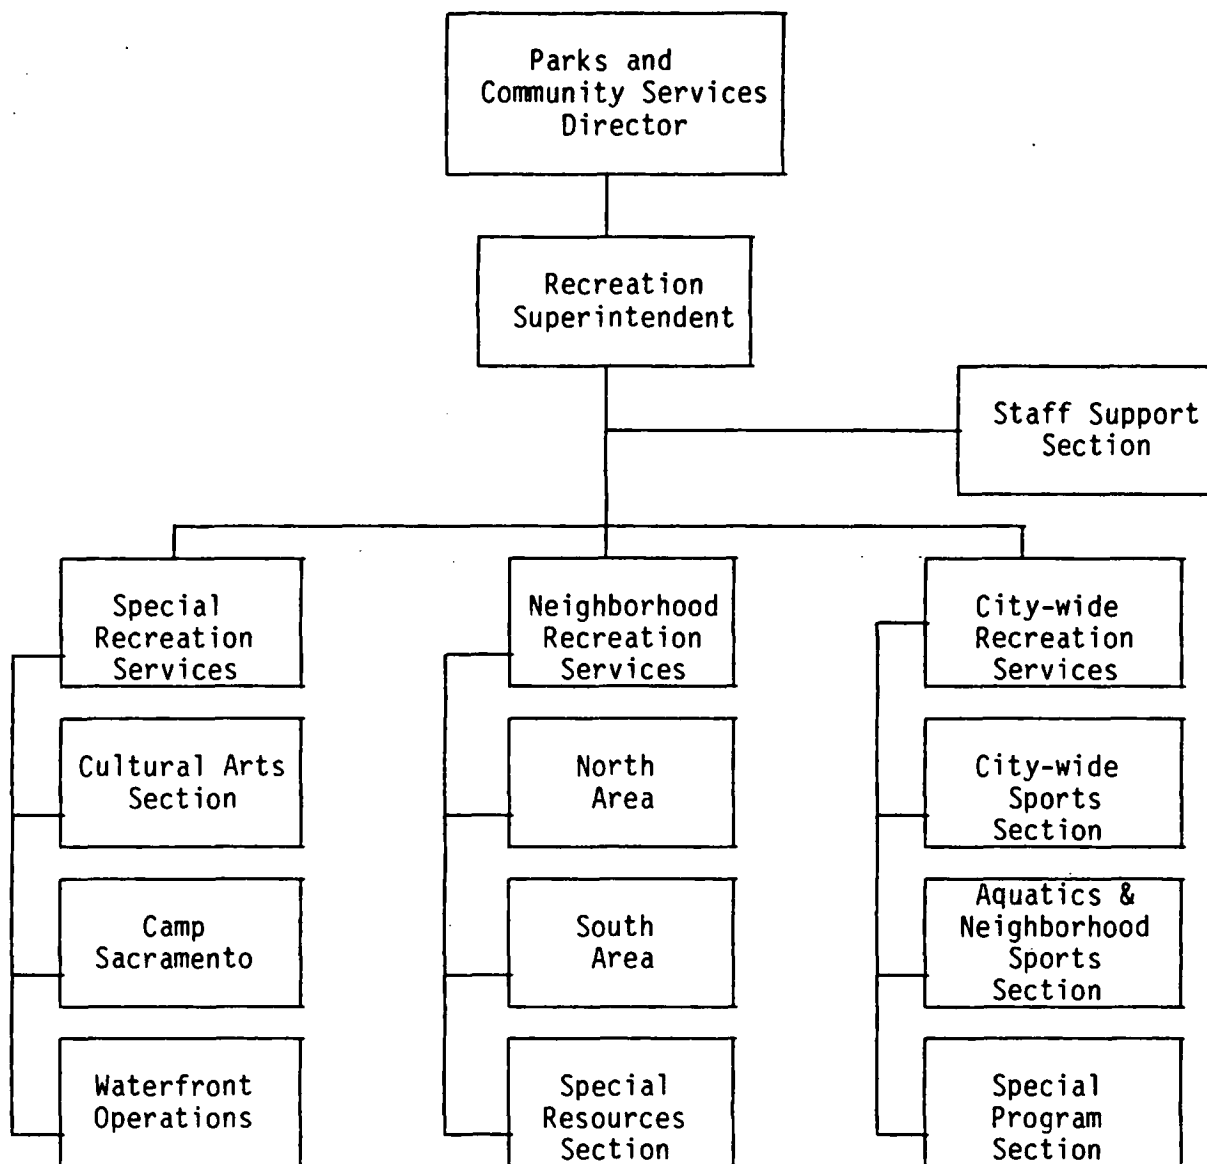 Parks and
Community Services
Director
Recreation
Superintendent
Staff Support
Section
Special
Recreation
Services
Neighborhood
Recreation
Services
City-wide
Recreation
Services
Cultural Arts
Section
North
Area
City-wide
Sports
Section
Camp
Sacramento
South
Area
Aquatics &
Neighborhood
Sports
Section
Waterfront
Operations
Special
Resources
Section
Special
Program
Section